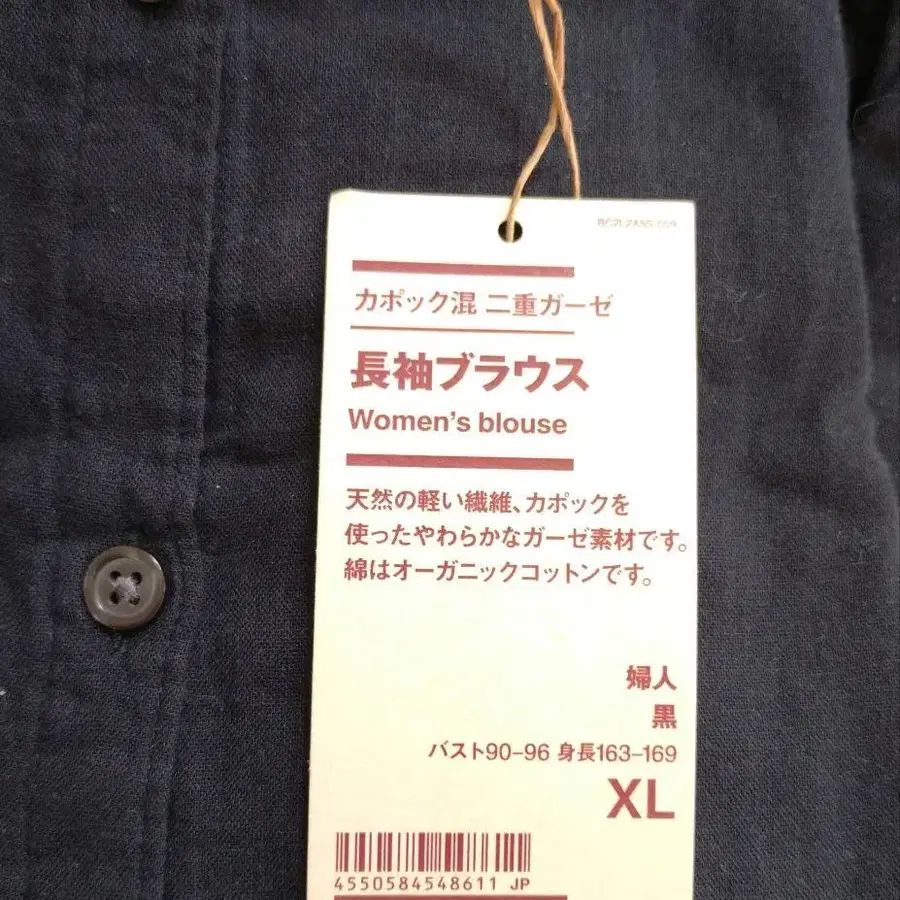 カポック混 二重ガーゼ
長袖ブラウス
Women's blouse
天然の軽い繊維、カポックを
使ったやわらかなガーゼ素材です。
綿はオーガニックコットンです。
婦人
黒
バスト90-96 身長163-169
XL
4550584548611 JP